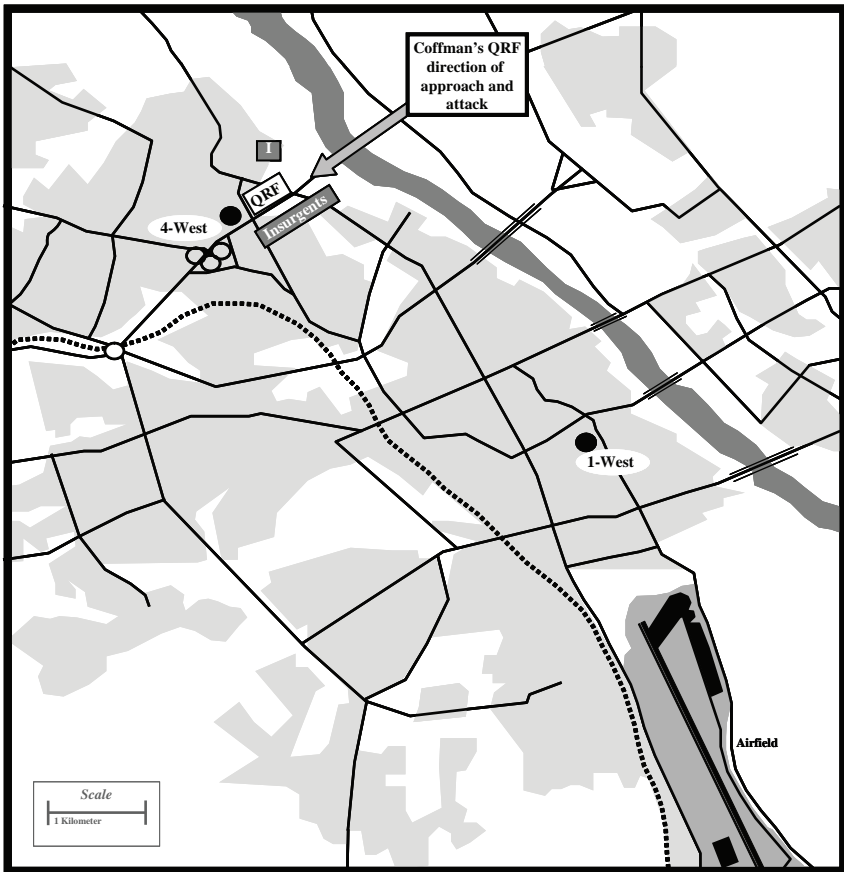 Coffman's QRF
direction of
approach and
attack
I
QRF
Insurgents
4-West
1-West
Airfield
Scale
1 Kilometer